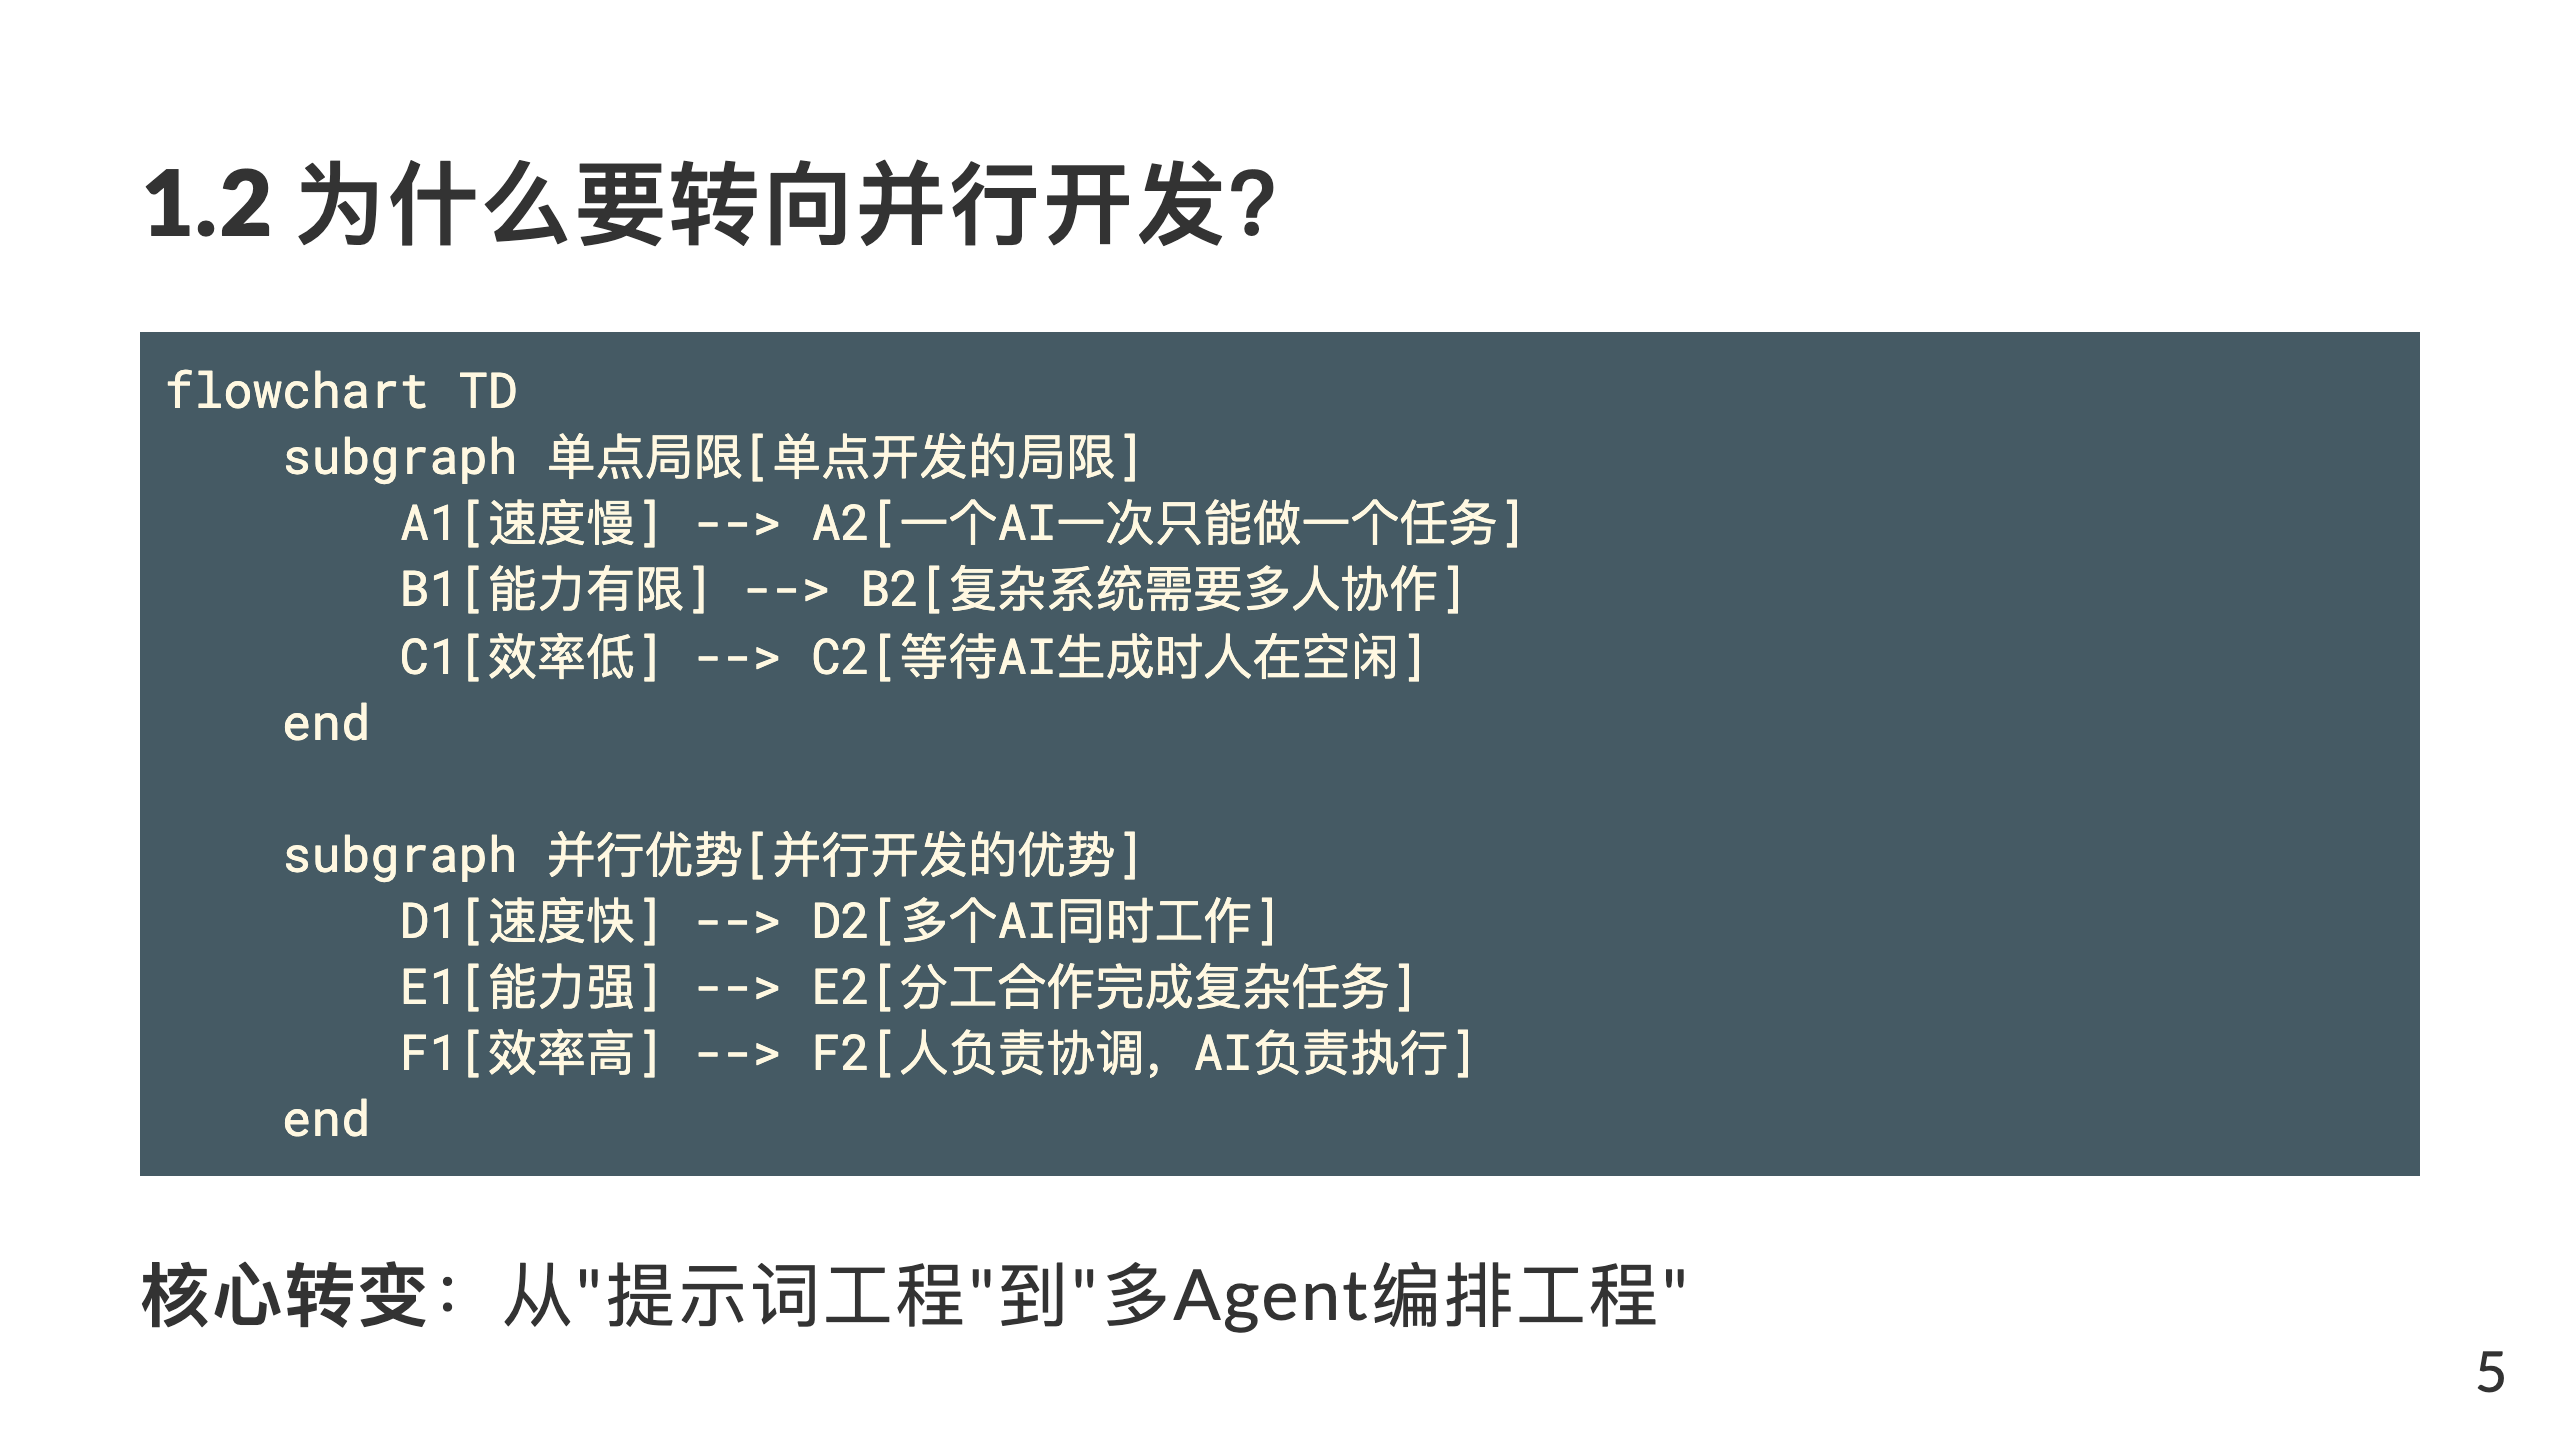 1.2 为什么要转向并行开发?
flowchart TD
    subgraph 单点局限[单点开发的局限]
        A1[速度慢] --> A2[一个AI一次只能做一个任务]
        B1[能力有限] --> B2[复杂系统需要多人协作]
        C1[效率低] --> C2[等待AI生成时人在空闲]
    end
    subgraph 并行优势[并行开发的优势]
        D1[速度快] --> D2[多个AI同时工作]
        E1[能力强] --> E2[分工合作完成复杂任务]
        F1[效率高] --> F2[人负责协调，AI负责执行]
    end
核心转变：从"提示词工程"到"多Agent编排工程"
5